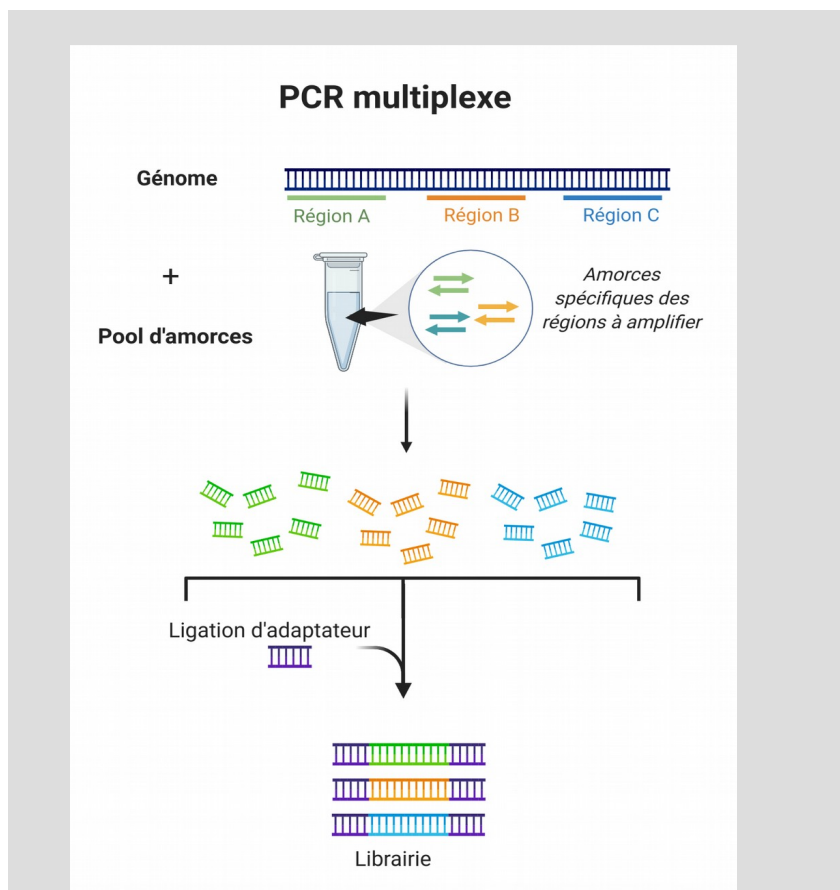 PCR multiplexe
Génome
Région A
Région B
Région C
+
Pool d'amorces
Amorces
spécifiques des
régions à amplifier
Ligation d'adaptateur
Librairie